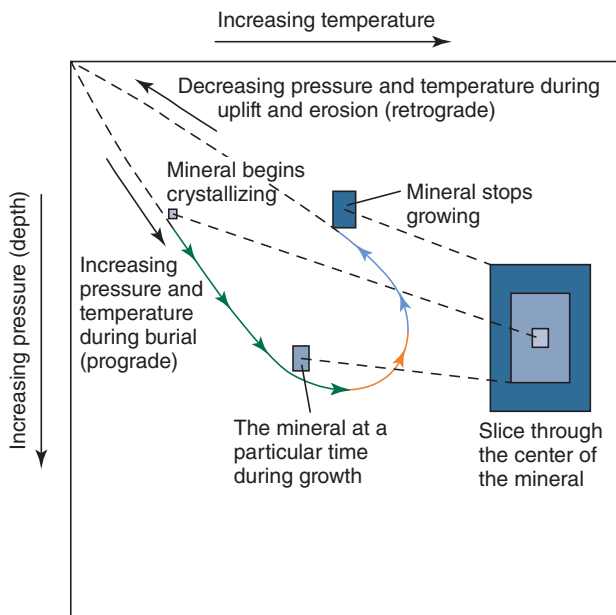 Increasing temperature
Decreasing pressure and temperature during
uplift and erosion (retrograde)
Mineral begins
crystallizing
Mineral stops
growing
Increasing pressure (depth)
Increasing
pressure and
temperature
during burial
(prograde)
The mineral at a
particular time
during growth
Slice through
the center of
the mineral